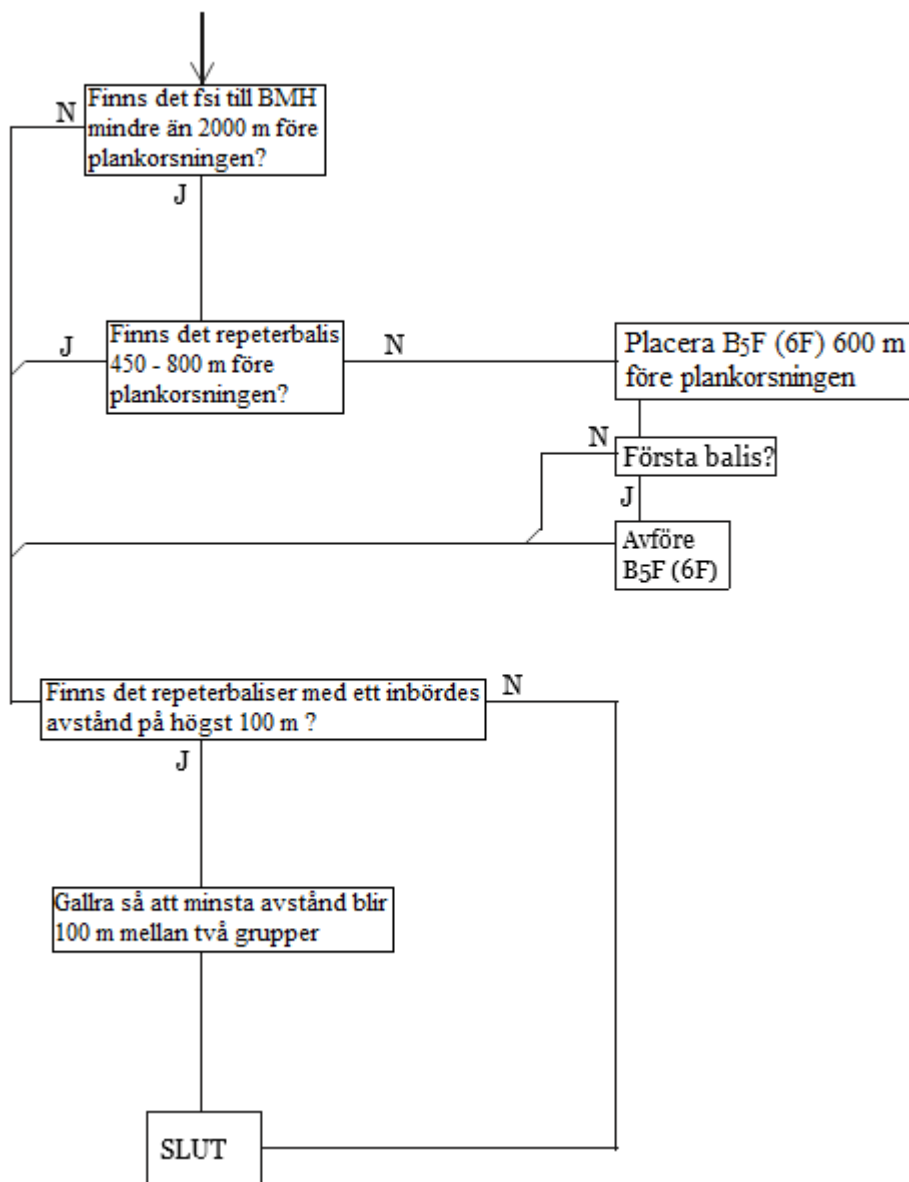 Finns det fsi till BMH
N
mindre än 2000 m före
plankorsningen?
J
Finns det repeterbalis
J
450 - 800 m före
plankorsningen?
N
Placera B5F (6F) 600 m
före plankorsningen
N
Första balis?
J
Avföre
B5F (6F)
Finns det repeterbaliser med ett inbördes
avstånd på högst 100 m ?
N
J
Gallra så att minsta avstånd blir
100 m mellan två grupper
SLUT